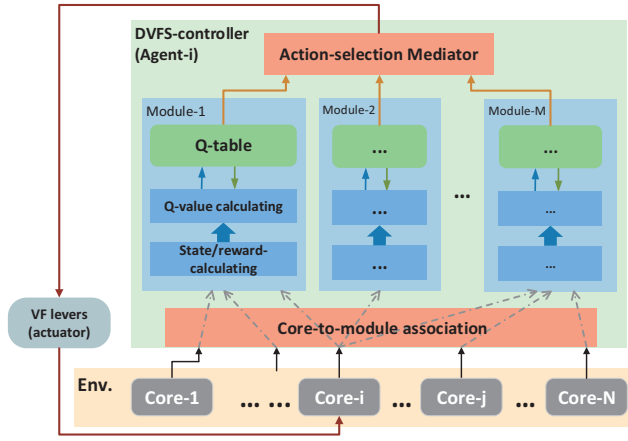 DVFS-controller
(Agent-i)
Action-selection Mediator
Module-1
Module-2
Module-M
Q-table
...
...
Q-value calculating
...
...
...
State/reward-
calculating
...
...
Core-to-module association
VF levers
(actuator)
Env.
Core-1
... ...
Core-i
...
Core-j
...
Core-N